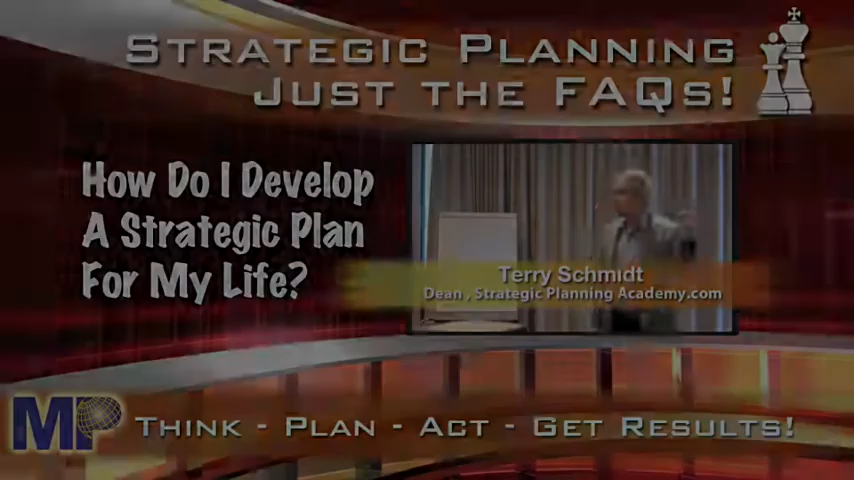 Strategic Planning
Just the FAQs!
How Do I Develop
A Strategic Plan
For My Life?
Terry Schmidt
Dean , Strategic Planning Academy.com
MP
Think - Plan - Act - Get Results!